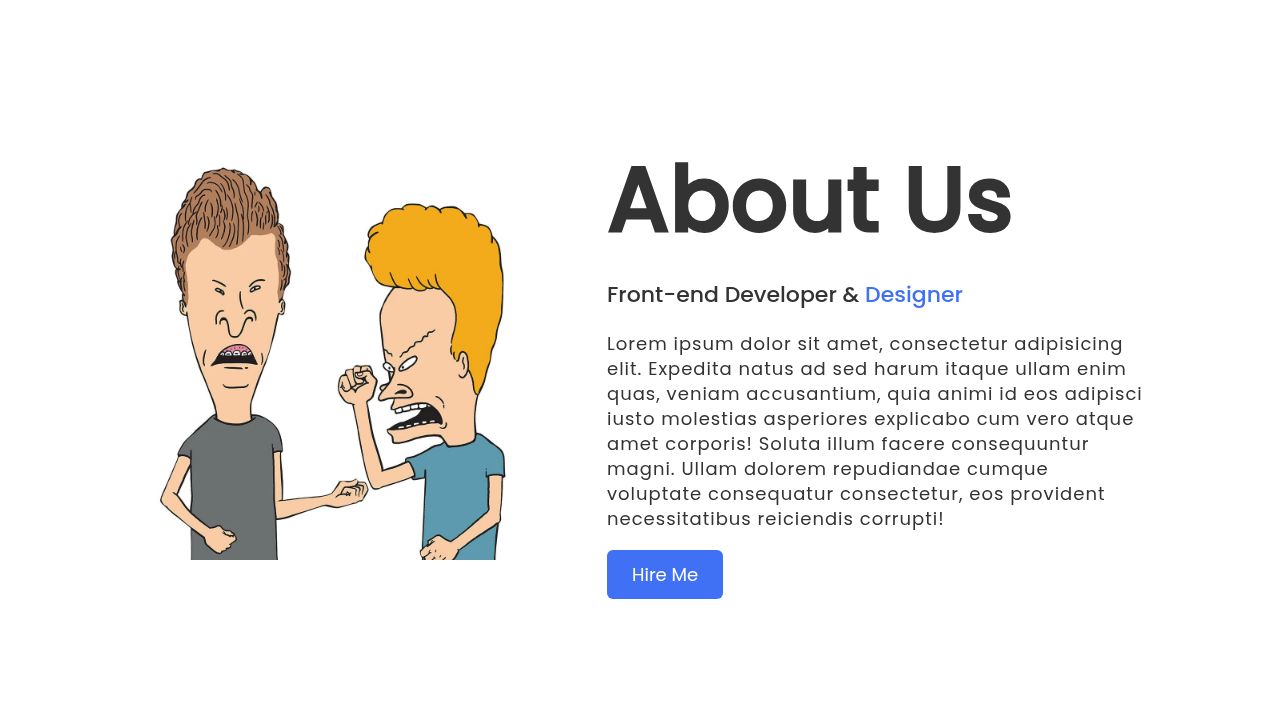 About Us
Front-end Developer & Designer
Lorem ipsum dolor sit amet, consectetur adipisicing
elit. Expedita natus ad sed harum itaque ullam enim
quas, veniam accusantium, quia animi id eos adipisci
iusto molestias asperiores explicabo cum vero atque
amet corporis! Soluta illum facere consequuntur
magni. Ullam dolorem repudiandae cumque
voluptate consequatur consectetur, eos provident
necessitatibus reiciendis corrupti!
Hire Me